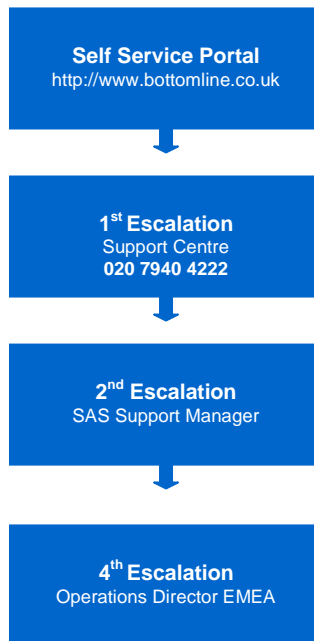 Self Service Portal
http://www.bottomline.co.uk
1st Escalation
Support Centre
020 7940 4222
2nd Escalation
SAS Support Manager
4th Escalation
Operations Director EMEA